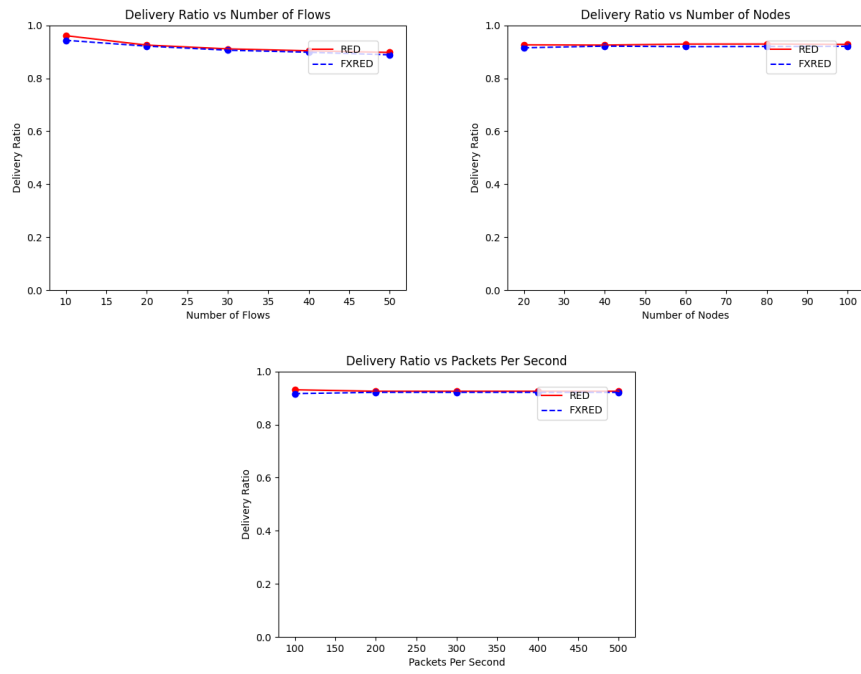 Delivery Ratio vs Number of Flows
1.0
0.8
0.6
0.4
0.2
0.0
Delivery Ratio
RED
FXRED
10 15 20 25 30 35 40 45 50
Number of Flows
Delivery Ratio vs Number of Nodes
1.0
0.8
0.6
0.4
0.2
0.0
Delivery Ratio
RED
FXRED
20 30 40 50 60 70 80 90 100
Number of Nodes
Delivery Ratio vs Packets Per Second
1.0
0.8
0.6
0.4
0.2
0.0
Delivery Ratio
RED
FXRED
100 150 200 250 300 350 400 450 500
Packets Per Second